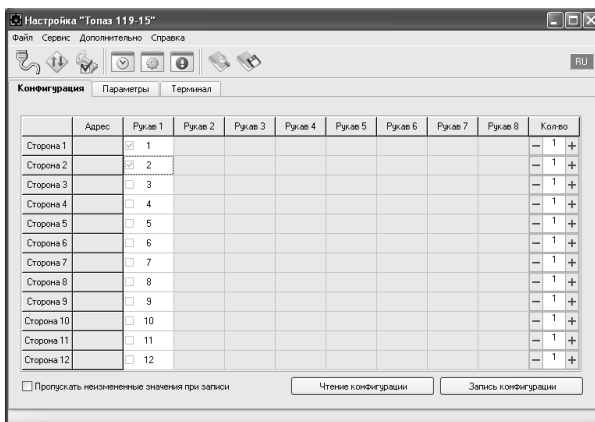 Настройка "Топаз 119-15"
Файл Сервис Дополнительно Справка
RU
Конфигурация Параметры Терминал
Адрес Рукав 1 Рукав 2 Рукав 3 Рукав 4 Рукав 5 Рукав 6 Рукав 7 Рукав 8 Кол-во
Сторона 1 1 − 1 +
Сторона 2 2 − 1 +
Сторона 3 3 − 1 +
Сторона 4 4 − 1 +
Сторона 5 5 − 1 +
Сторона 6 6 − 1 +
Сторона 7 7 − 1 +
Сторона 8 8 − 1 +
Сторона 9 9 − 1 +
Сторона 10 10 − 1 +
Сторона 11 11 − 1 +
Сторона 12 12 − 1 +
Пропускать неизмененные значения при записи Чтение конфигурации Запись конфигурации